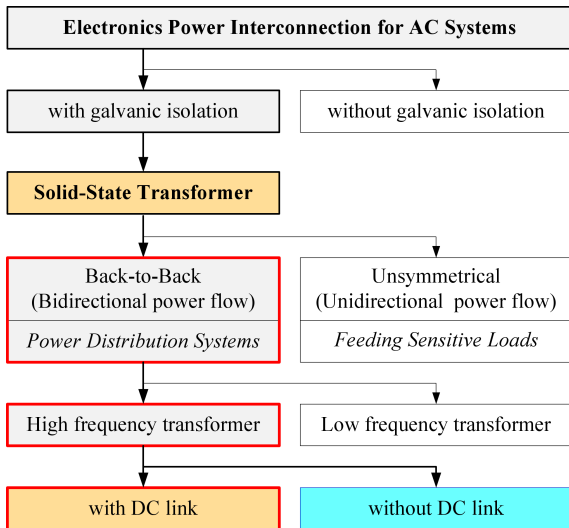 Electronics Power Interconnection for AC Systems
with galvanic isolation
without galvanic isolation
Solid-State Transformer
Back-to-Back
(Bidirectional power flow)
Power Distribution Systems
Unsymmetrical
(Unidirectional power flow)
Feeding Sensitive Loads
High frequency transformer
Low frequency transformer
with DC link
without DC link